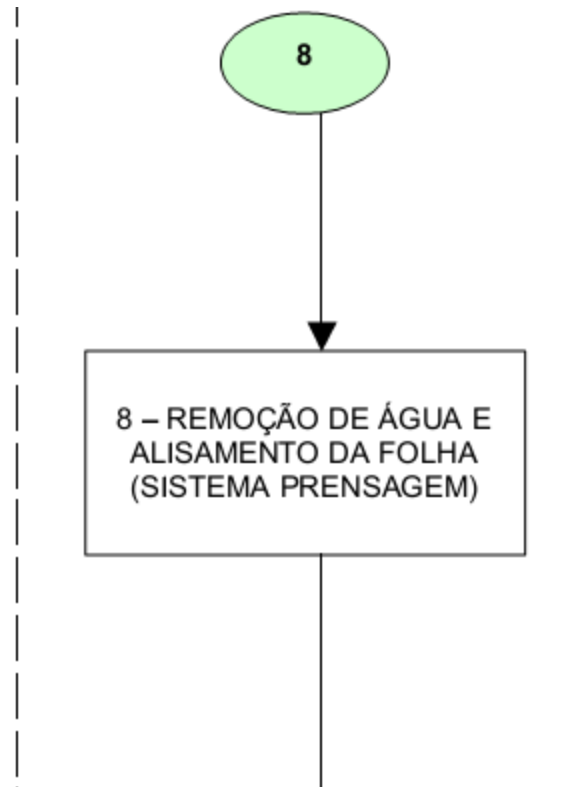 8
8 – REMOÇÃO DE ÁGUA E
ALISAMENTO DA FOLHA
(SISTEMA PRENSAGEM)